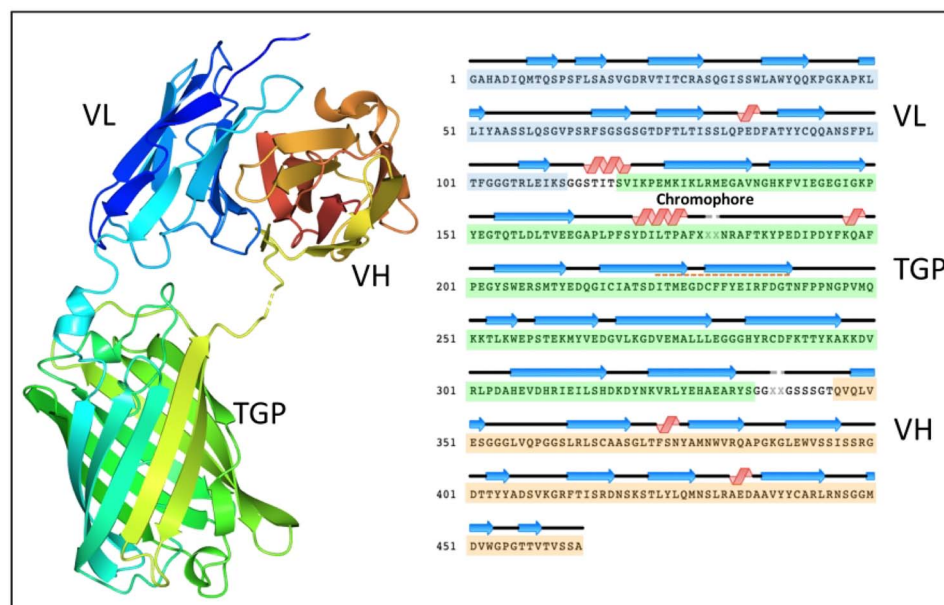 VL
VH
TGP
1 GAHADIQMTQSPSFLSASVGDRVTITCRASQGISSWLAWYQQKPGKAPKL
51 LIYAASSLQSGVPSRFSGSGSGTDFTLTISSLQPEDFATYYCQQANSFPL
VL
101 TFGGGTRLEIKSGGSTITSVIKPEMKIKLRMEGAVNGHKFVIEGEGIGKP
Chromophore
151 YEGTQTLDLTVEEGAPLPFSYDILTPAFXXXNRAFTKYPEDIPDYFKQAF
TGP
201 PEGYSWERSMTYEDQGICIATSDITMEGDCFFYEIRFDGTNFPPNGPVMQ
251 KKTLKWEPSTEKMYVEDGVLKGDVEMALLLEGGGHYRCDFKTTYKAKKDV
301 RLPDAHEVDHRIEILSHDKDYNKVRLYEHAEARYSGGXXGSSSGTQVQLV
VH
351 ESGGGLVQPGGSLRLSCAASGLTFSNYAMNWVRQAPGKGLEWVSSISSRG
401 DTTYYADSVKGRFTISRDNSKSTLYLQMNSLRAEDAAVYYCARLRNSGGM
451 DVWGPGTTVTVSSA